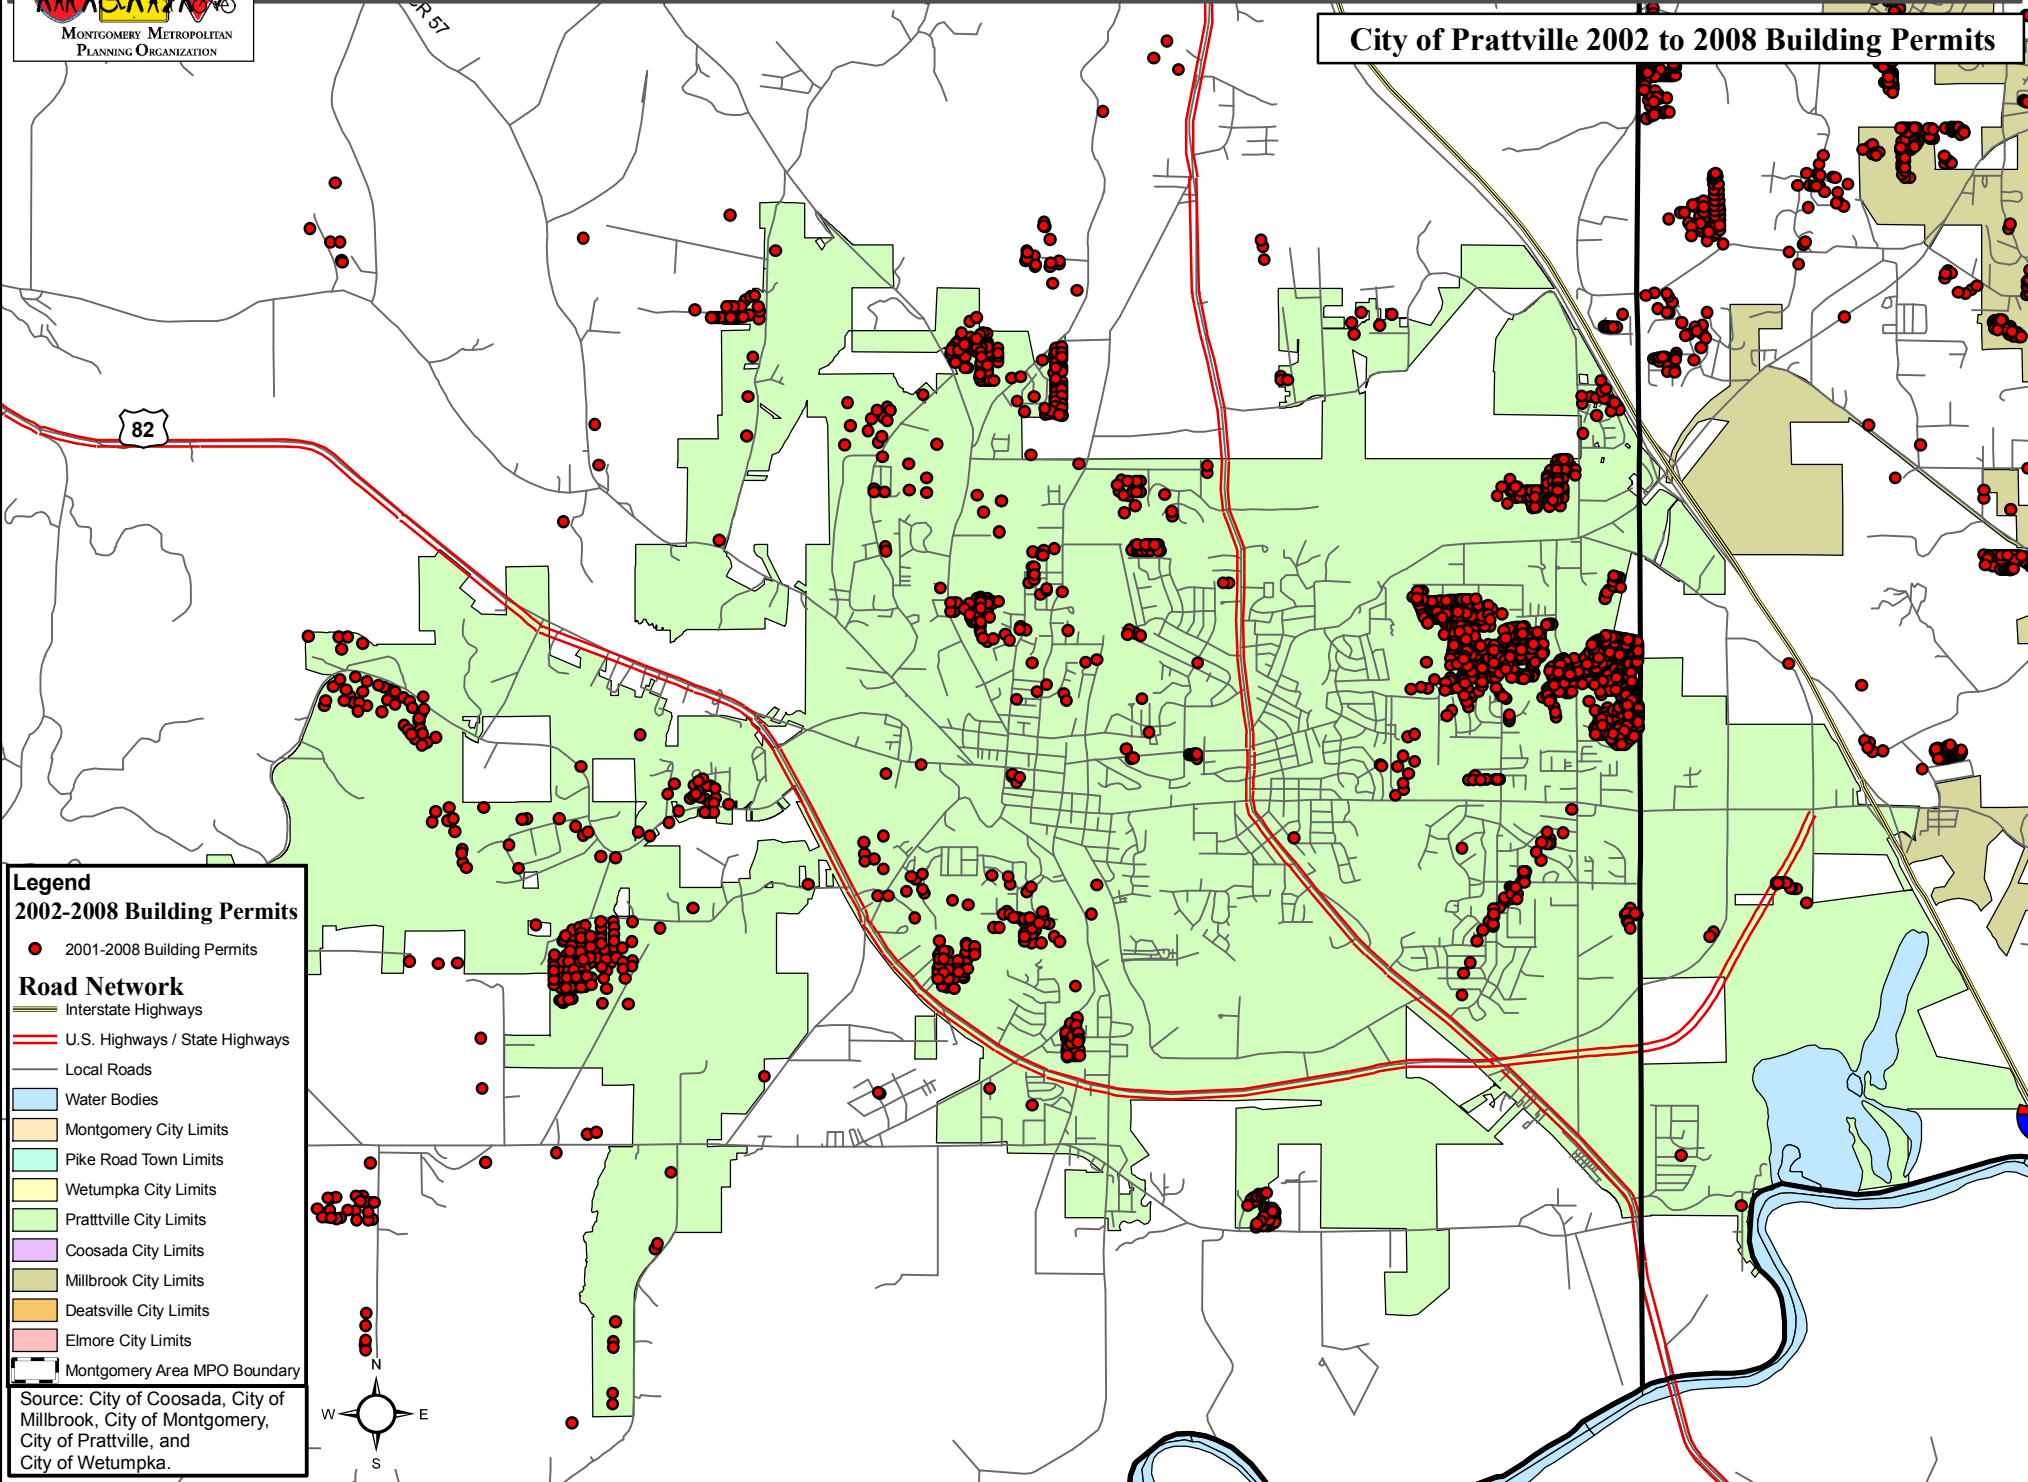 MONTGOMERY METROPOLITAN
PLANNING ORGANIZATION
CR 57
City of Prattville 2002 to 2008 Building Permits
82
Legend
2002-2008 Building Permits
2001-2008 Building Permits
Road Network
Interstate Highways
U.S. Highways / State Highways
Local Roads
Water Bodies
Montgomery City Limits
Pike Road Town Limits
Wetumpka City Limits
Prattville City Limits
Coosada City Limits
Millbrook City Limits
Deatsville City Limits
Elmore City Limits
Montgomery Area MPO Boundary
Source: City of Coosada, City of
Millbrook, City of Montgomery,
City of Prattville, and
City of Wetumpka.
N
W E
S